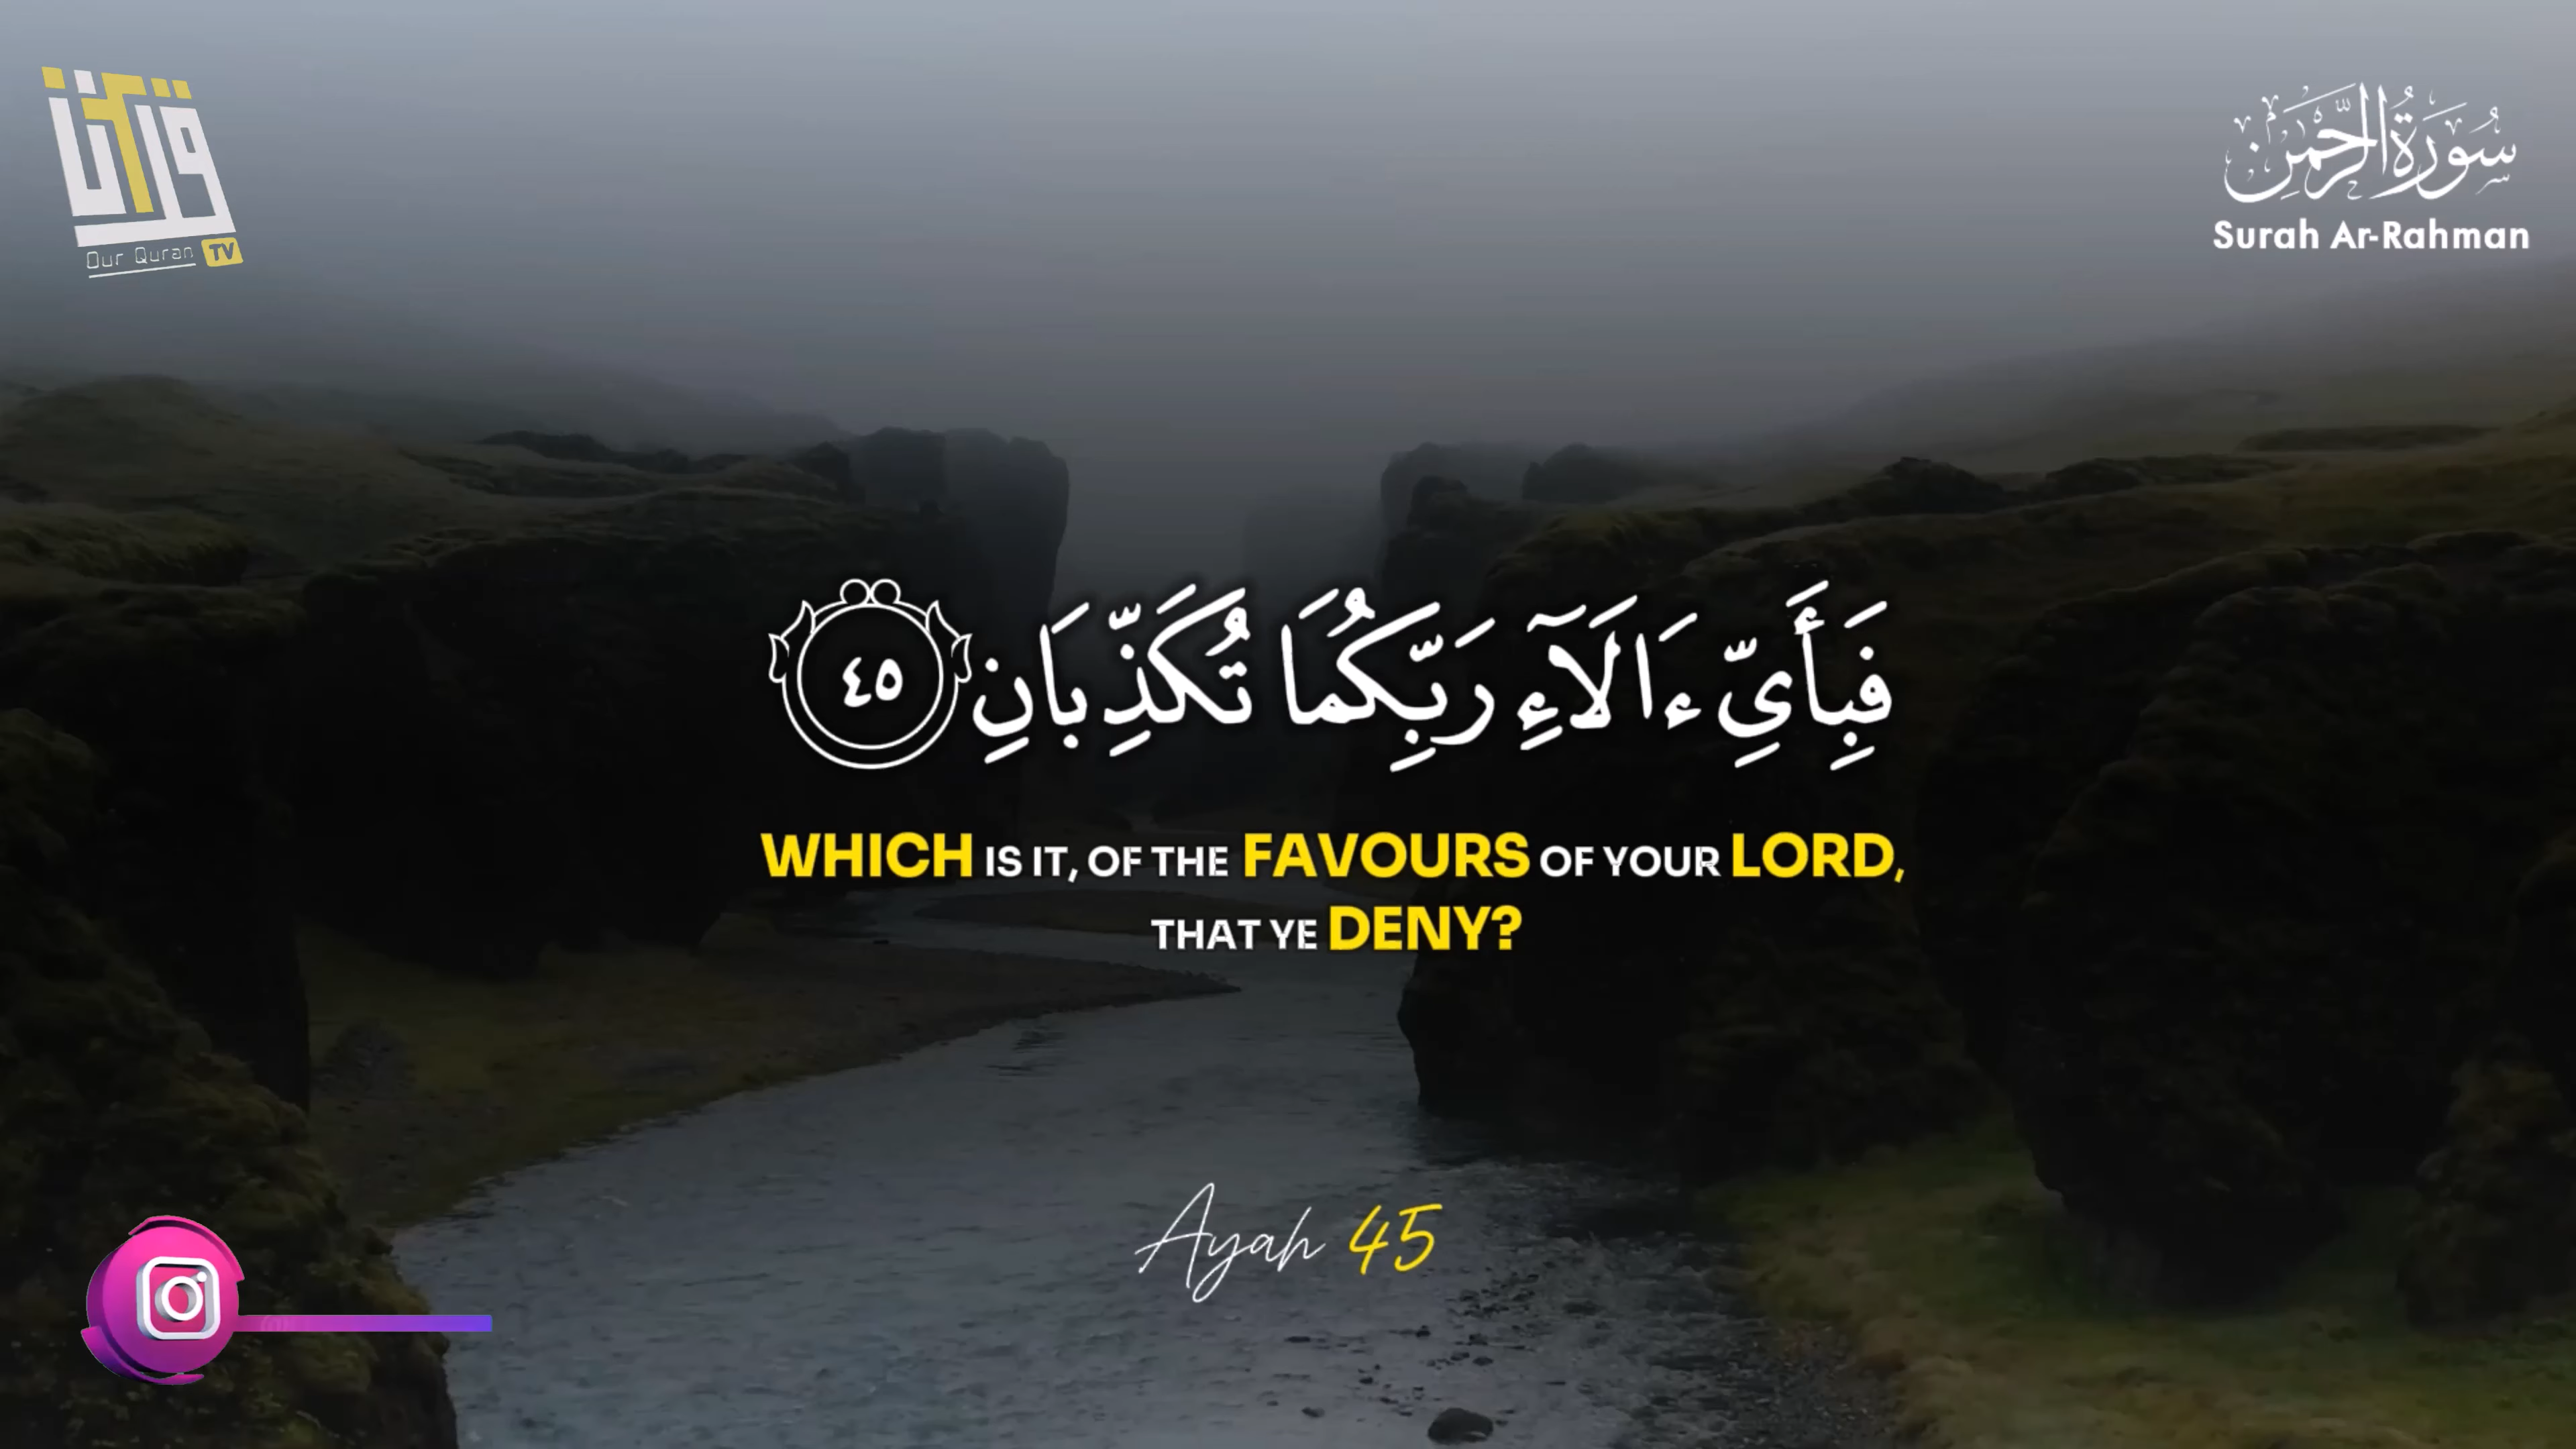 قرآننا
Our Quran TV
سُورَةُ الرَّحْمَٰن
Surah Ar-Rahman
فَبِأَيِّ ءَالَآءِ رَبِّكُمَا تُكَذِّبَانِ ٤٥
WHICH IS IT, OF THE FAVOURS OF YOUR LORD,
THAT YE DENY?
Ayah 45